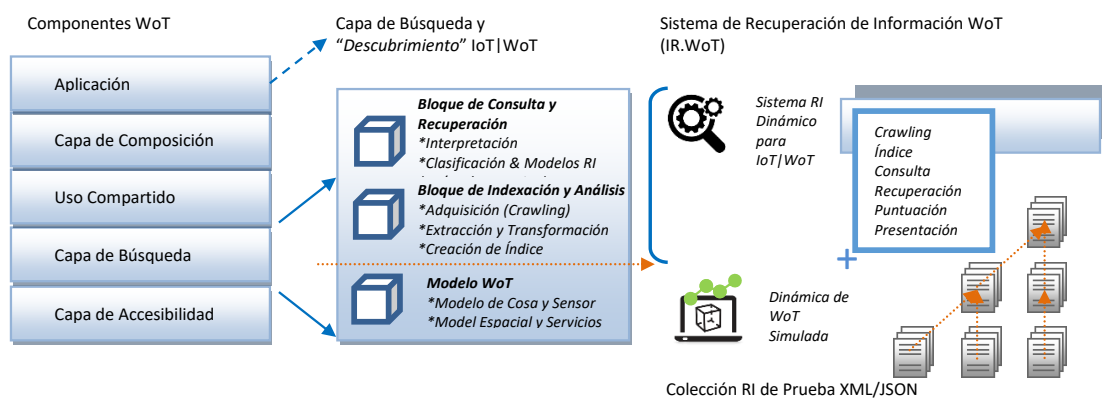 Componentes WoT
Aplicación
Capa de Composición
Uso Compartido
Capa de Búsqueda
Capa de Accesibilidad
Capa de Búsqueda y
“Descubrimiento” IoT|WoT
Bloque de Consulta y
Recuperación
*Interpretación
*Clasificación & Modelos RI
Bloque de Indexación y Análisis
*Adquisición (Crawling)
*Extracción y Transformación
*Creación de Índice
Modelo WoT
*Modelo de Cosa y Sensor
*Model Espacial y Servicios
Sistema de Recuperación de Información WoT
(IR.WoT)
Sistema RI
Dinámico
para
IoT|WoT
Crawling
Índice
Consulta
Recuperación
Puntuación
Presentación
+
Dinámica de
WoT
Simulada
Colección RI de Prueba XML/JSON